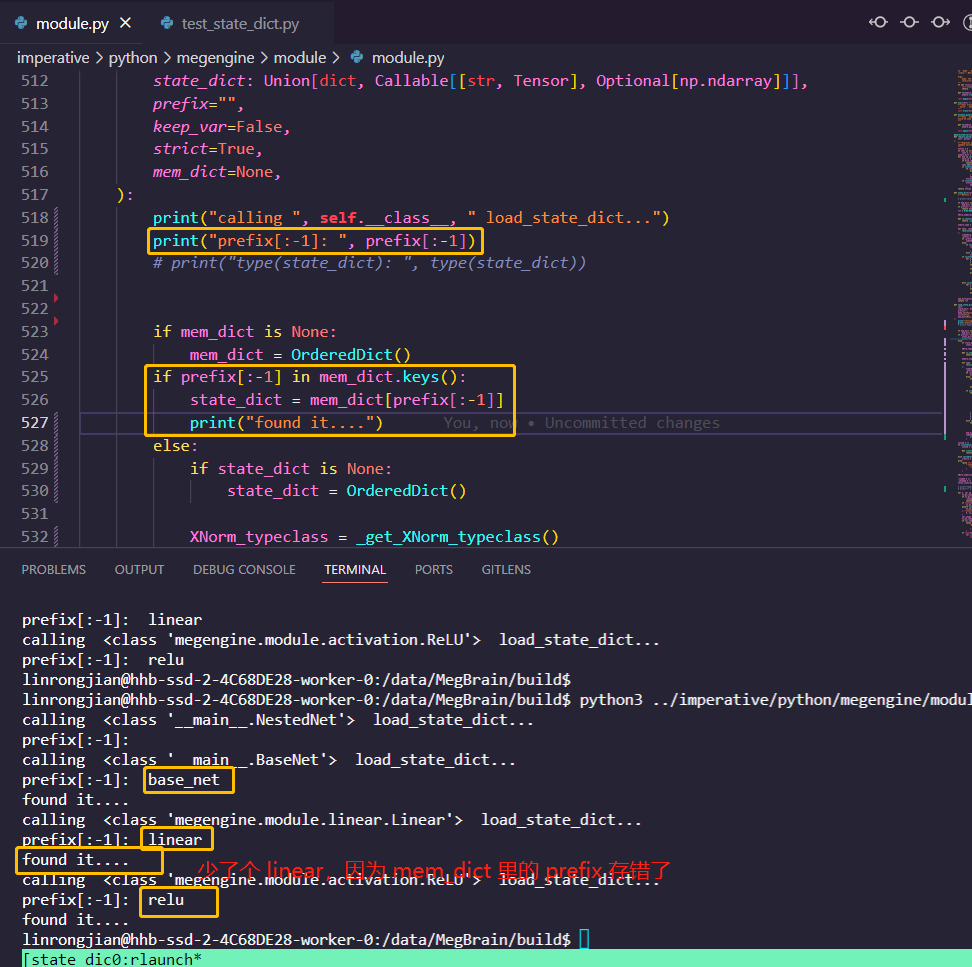 module.py ×
test_state_dict.py
imperative > python > megengine > module > module.py
512 state_dict: Union[dict, Callable[[str, Tensor], Optional[np.ndarray]]],
513 prefix="",
514 keep_var=False,
515 strict=True,
516 mem_dict=None,
517 ):
518 print("calling ", self.__class__, " load_state_dict...")
519 print("prefix[:-1]: ", prefix[:-1])
520 # print("type(state_dict): ", type(state_dict))
521
522
523 if mem_dict is None:
524 mem_dict = OrderedDict()
525 if prefix[:-1] in mem_dict.keys():
526 state_dict = mem_dict[prefix[:-1]]
527 print("found it....") You, now • Uncommitted changes
528 else:
529 if state_dict is None:
530 state_dict = OrderedDict()
531
532 XNorm_typeclass = _get_XNorm_typeclass()
PROBLEMS OUTPUT DEBUG CONSOLE TERMINAL PORTS GITLENS
prefix[:-1]: linear
calling <class 'megengine.module.activation.ReLU'> load_state_dict...
prefix[:-1]: relu
linrongjian@hhb-ssd-2-4C68DE28-worker-0:/data/MegBrain/build$
linrongjian@hhb-ssd-2-4C68DE28-worker-0:/data/MegBrain/build$ python3 ../imperative/python/megengine/modul
calling <class '__main__.NestedNet'> load_state_dict...
prefix[:-1]:
calling <class '__main__.BaseNet'> load_state_dict...
prefix[:-1]: base_net
found it....
calling <class 'megengine.module.linear.Linear'> load_state_dict...
prefix[:-1]: linear
found it....
少了个 linear，因为 mem_dict 里的 prefix 存错了
calling <class 'megengine.module.activation.ReLU'> load_state_dict...
prefix[:-1]: relu
found it....
linrongjian@hhb-ssd-2-4C68DE28-worker-0:/data/MegBrain/build$
[state_dic0:rlaunch*